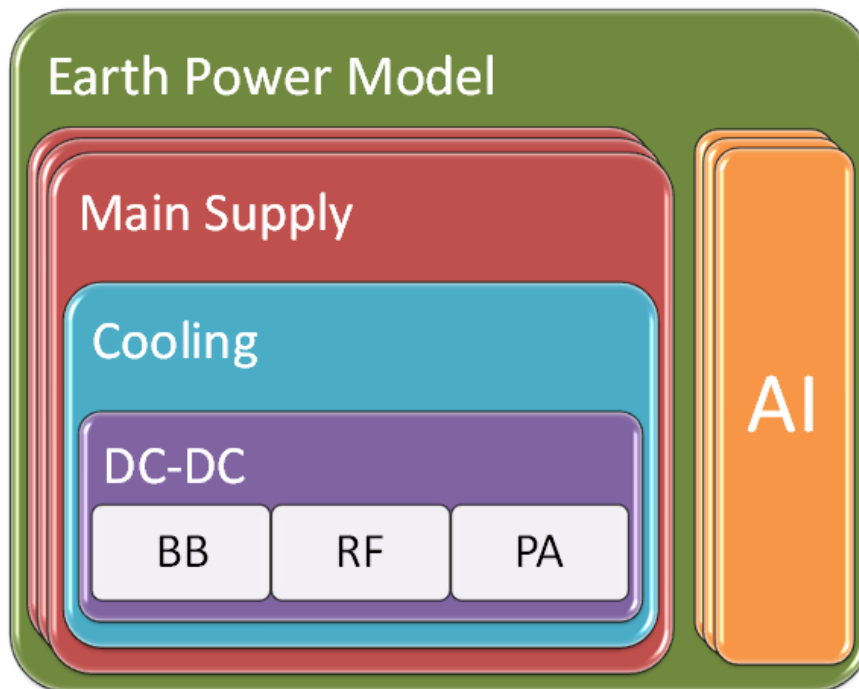 Earth Power Model
Main Supply
Cooling
DC-DC
BB
RF
PA
AI